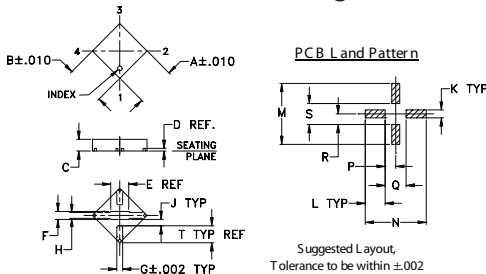 3
4
2
B±.010
A±.010
INDEX
1
D REF.
SEATING
PLANE
C
E REF
J TYP
F
T TYP REF
H
G±.002 TYP
PCB Land Pattern
K TYP
M
S
R
P
Q
L TYP
N
Suggested Layout,
Tolerance to be within ±.002